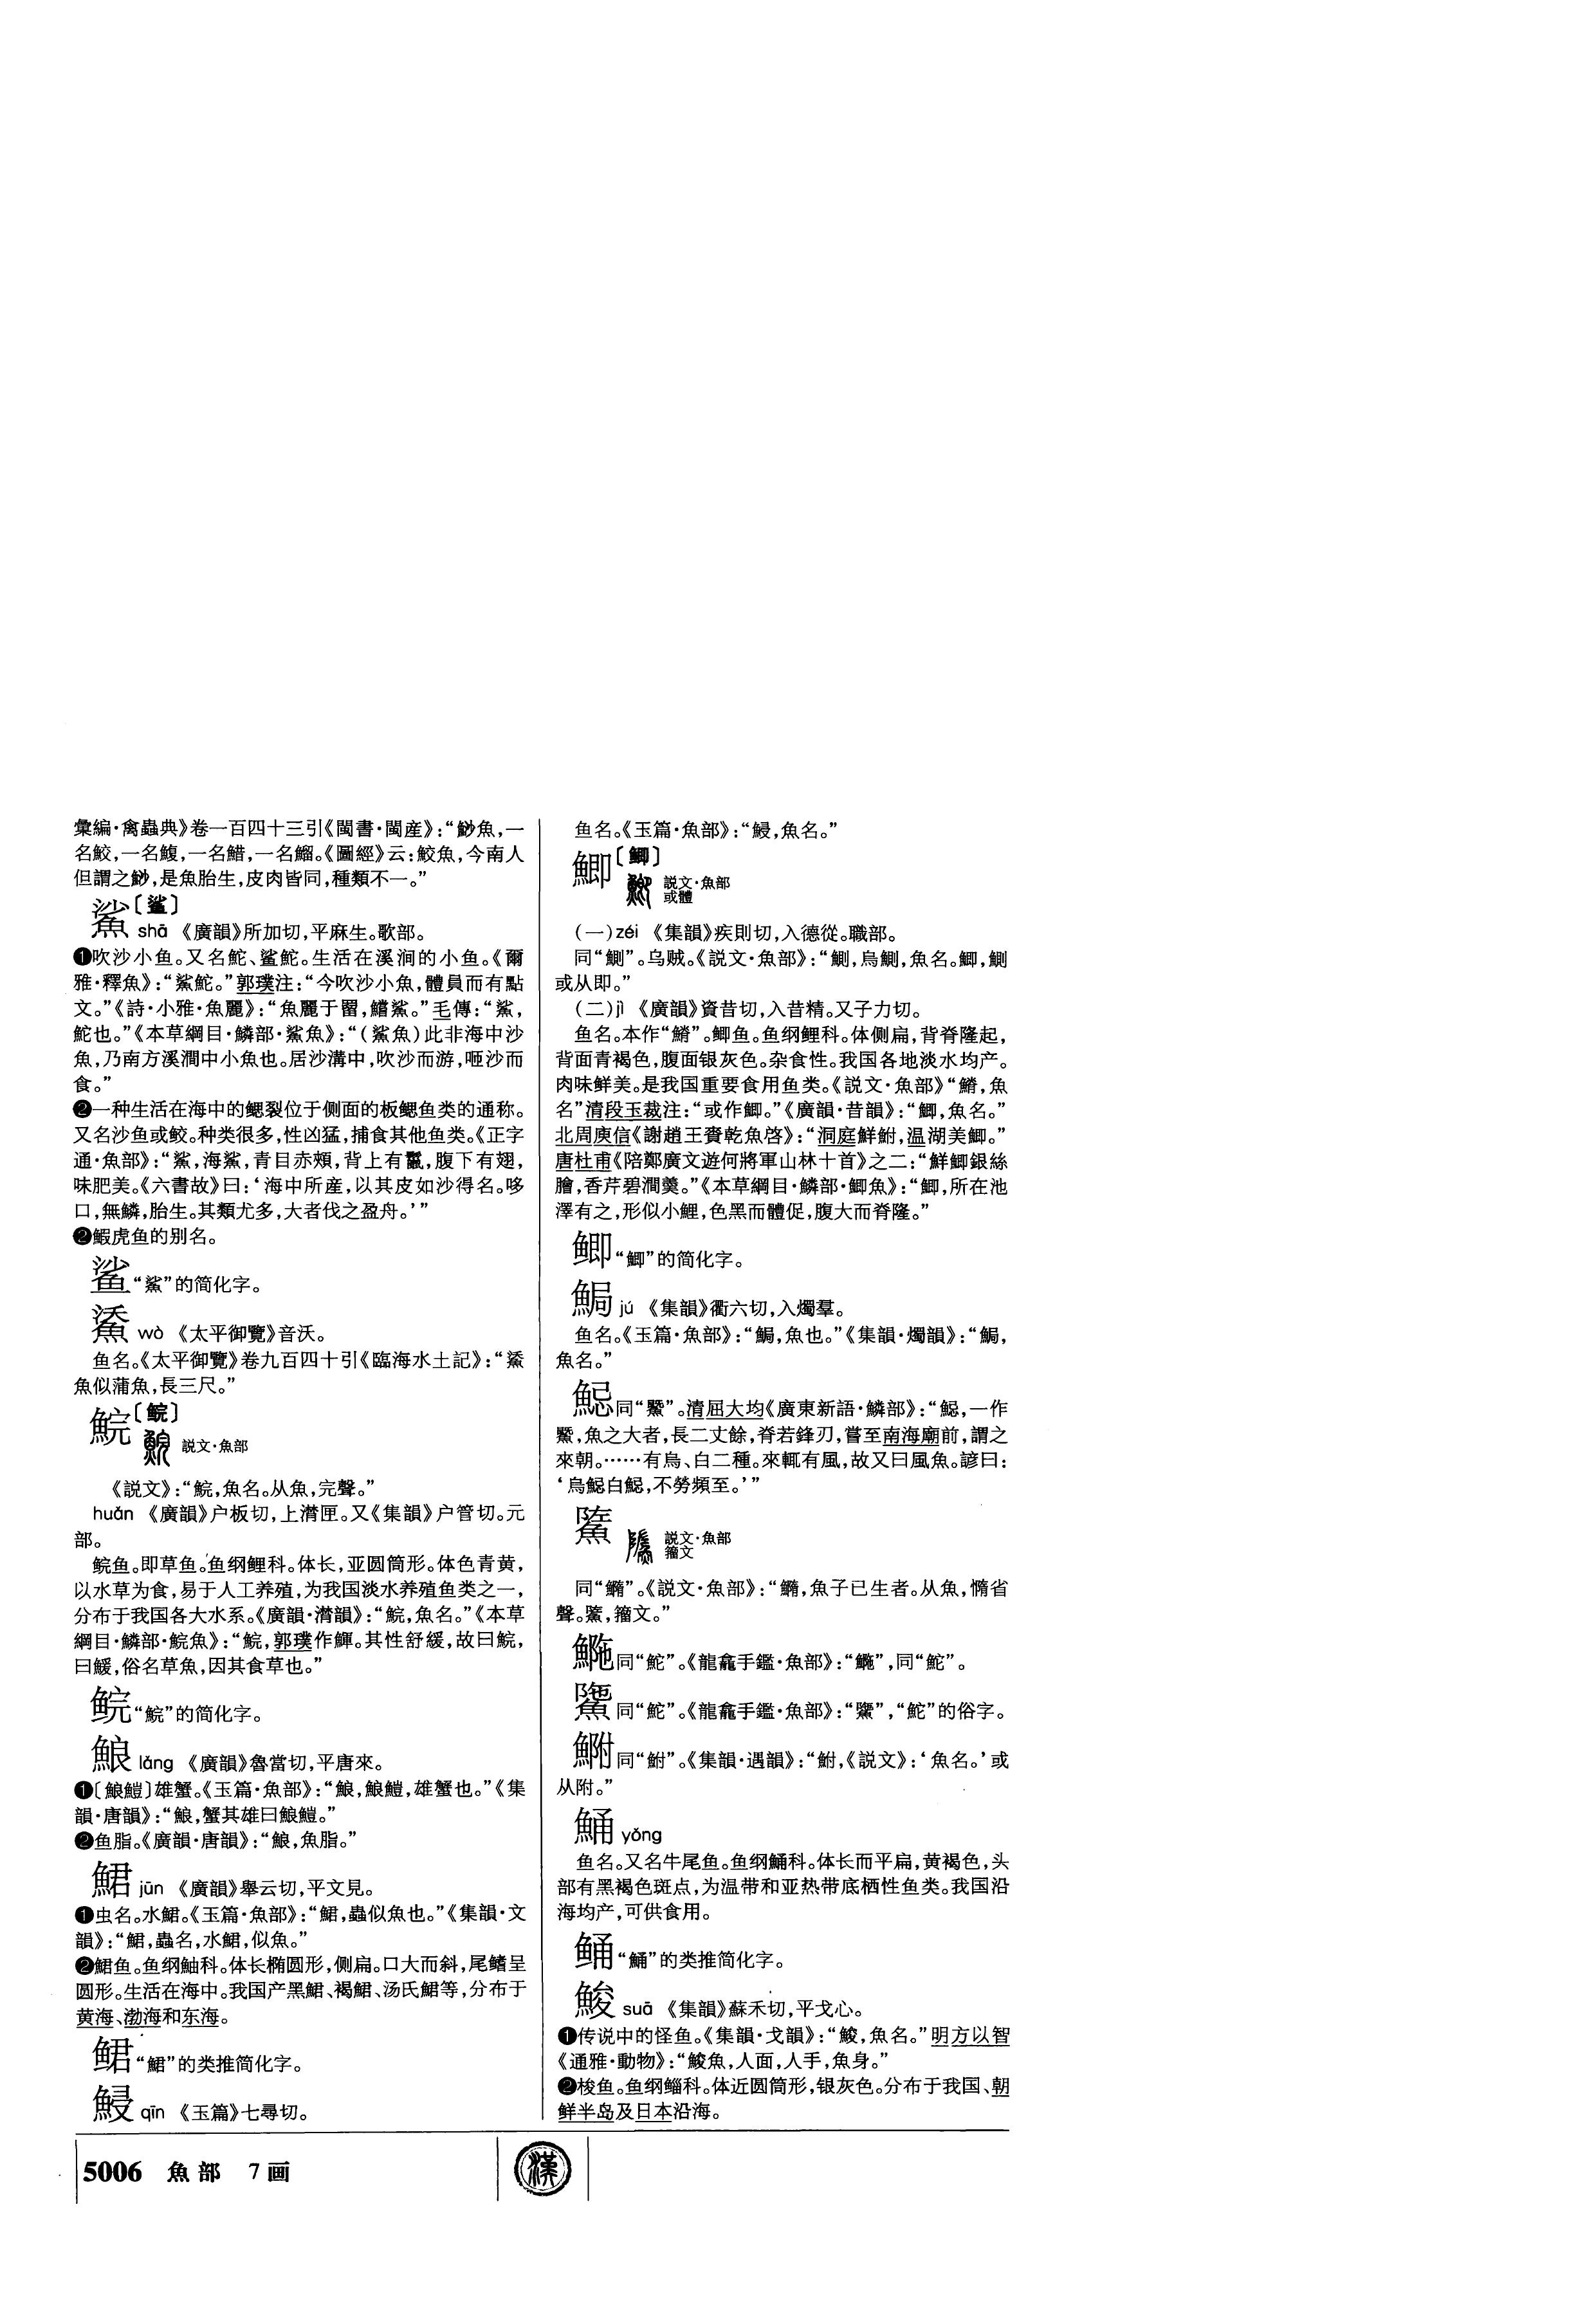 彙編·禽蟲典》卷一百四十三引《閩書·閩産》：“魦魚，一
名鮫，一名鰒，一名䱜，一名鰡。《圖經》云：鮫魚，今南人
但謂之魦，是魚胎生，皮肉皆同，種類不一。”
鯊〔鲨〕
shā 《廣韻》所加切，平麻生。歌部。
❶吹沙小鱼。又名鮀、鲨鮀。生活在溪涧的小鱼。《爾
雅·釋魚》：“鯊鮀。”郭璞注：“今吹沙小魚，體員而有點
文。”《詩·小雅·魚麗》：“魚麗于罶，鱨鯊。”毛傳：“鯊，
鮀也。”《本草綱目·鱗部·鯊魚》：“（鯊魚）此非海中沙
魚，乃南方溪澗中小魚也。居沙溝中，吹沙而游，咂沙而
食。”
❷一种生活在海中的鳃裂位于侧面的板鳃鱼类的通称。
又名沙鱼或鲛。种类很多，性凶猛，捕食其他鱼类。《正字
通·魚部》：“鯊，海鯊，青目赤頰，背上有鬣，腹下有翅，
味肥美。《六書故》曰：‘海中所産，以其皮如沙得名。哆
口，無鱗，胎生。其類尤多，大者伐之盈舟。’”
❷鰕虎鱼的别名。
鲨“鯊”的简化字。
wò 《太平御覽》音沃。
鱼名。《太平御覽》卷九百四十引《臨海水土記》：“
魚似蒲魚，長三尺。”
鯇〔鲩〕
説文·魚部
《説文》：“鯇，魚名。从魚，完聲。”
huǎn 《廣韻》户板切，上潸匣。又《集韻》户管切。元
部。
鲩鱼。即草鱼。鱼纲鲤科。体长，亚圆筒形。体色青黄，
以水草为食，易于人工养殖，为我国淡水养殖鱼类之一，
分布于我国各大水系。《廣韻·潸韻》：“鯇，魚名。”《本草
綱目·鱗部·鯇魚》：“鯇，郭璞作鰀。其性舒緩，故曰鯇，
曰鰀，俗名草魚，因其食草也。”
鲩“鯇”的简化字。
鋃 láng 《廣韻》魯當切，平唐來。
❶〔䱶䱽〕雄蟹。《玉篇·魚部》：“䱶，䱶鎧，雄蟹也。”《集
韻·唐韻》：“䱶，蟹其雄曰䱶鎧。”
❷鱼脂。《廣韻·唐韻》：“䱶，魚脂。”
鮶 jūn 《廣韻》舉云切，平文見。
❶虫名。水鮶。《玉篇·魚部》：“鮶，蟲似魚也。”《集韻·文
韻》：“鮶，蟲名，水鮶，似魚。”
❷鮶鱼。鱼纲鲉科。体长椭圆形，侧扁。口大而斜，尾鳍呈
圆形。生活在海中。我国产黑鮶、褐鮶、汤氏鮶等，分布于
黄海、渤海和东海。
鲪“鮶”的类推简化字。
鮼 qīn 《玉篇》七尋切。
鱼名。《玉篇·魚部》：“鮼，魚名。”
鯽〔鲫〕
説文·魚部
或體
（一）zéi 《集韻》疾則切，入德從。職部。
同“鰂”。乌贼。《説文·魚部》：“鰂，烏鰂，魚名。鯽，鰂
或从即。”
（二）jì 《廣韻》資昔切，入昔精。又子力切。
鱼名。本作“䱭”。鲫鱼。鱼纲鲤科。体侧扁，背脊隆起，
背面青褐色，腹面银灰色。杂食性。我国各地淡水均产。
肉味鲜美。是我国重要食用鱼类。《説文·魚部》“䱭，魚
名”清段玉裁注：“或作鯽。”《廣韻·昔韻》：“鯽，魚名。”
北周庾信《謝趙王賚乾魚啓》：“洞庭鮮鮒，温湖美鯽。”
唐杜甫《陪鄭廣文遊何將軍山林十首》之二：“鮮鯽銀絲
膾，香芹碧澗羹。”《本草綱目·鱗部·鯽魚》：“鯽，所在池
澤有之，形似小鯉，色黑而體促，腹大而脊隆。”
鲫“鯽”的简化字。
鋦 jú 《集韻》衢六切，入燭羣。
鱼名。《玉篇·魚部》：“䱡，魚也。”《集韻·燭韻》：“䱡，
魚名。”
同“鱀”。清屈大均《廣東新語·鱗部》：“，一作
鱀，魚之大者，長二丈餘，脊若鋒刃，嘗至南海廟前，謂之
來朝。……有烏、白二種。來輒有風，故又曰風魚。諺曰：
‘烏白，不勞頻至。’”
説文·魚部
籀文
同“鰖”。《説文·魚部》：“鰖，魚子已生者。从魚，憜省
聲。，籀文。”
同“鮀”。《龍龕手鑑·魚部》：“”，同“鮀”。
同“鮀”。《龍龕手鑑·魚部》：“”，“鮀”的俗字。
同“鮒”。《集韻·遇韻》：“鮒，《説文》：‘魚名。’或
从附。”
鯒 yǒng
鱼名。又名牛尾鱼。鱼纲鯒科。体长而平扁，黄褐色，头
部有黑褐色斑点，为温带和亚热带底栖性鱼类。我国沿
海均产，可供食用。
鲬“鯒”的类推简化字。
鮻 suō 《集韻》蘇禾切，平戈心。
❶传说中的怪鱼。《集韻·戈韻》：“鮻，魚名。”明方以智
《通雅·動物》：“鮻魚，人面，人手，魚身。”
❷梭鱼。鱼纲鲻科。体近圆筒形，银灰色。分布于我国、朝
鲜半岛及日本沿海。
5006 魚部 7画
漢